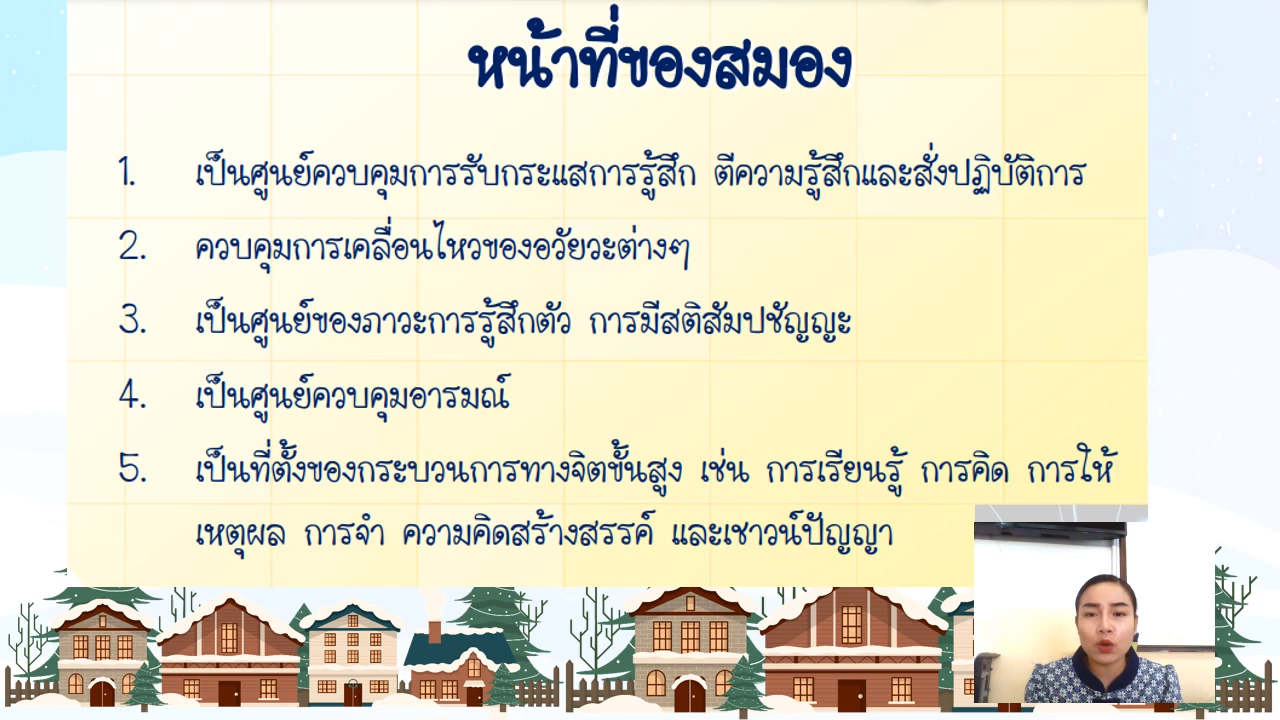 หน้าที่ของสมอง
1. เป็นศูนย์ควบคุมการรับกระแสการรู้สึก ตีความรู้สึกและสั่งปฏิบัติการ
2. ควบคุมการเคลื่อนไหวของอวัยวะต่างๆ
3. เป็นศูนย์ของภาวะการรู้สึกตัว การมีสติสัมปชัญญะ
4. เป็นศูนย์ควบคุมอารมณ์
5. เป็นที่ตั้งของกระบวนการทางจิตขั้นสูง เช่น การเรียนรู้ การคิด การให้
เหตุผล การจำ ความคิดสร้างสรรค์ และเชาวน์ปัญญา